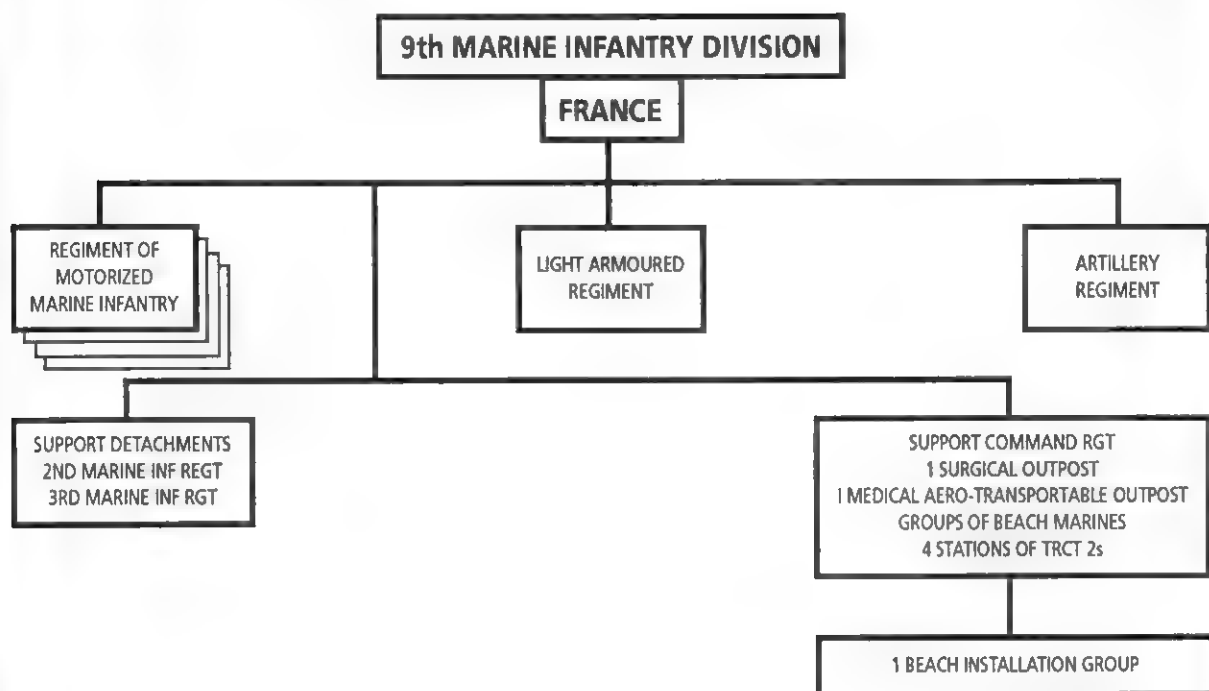 9th MARINE INFANTRY DIVISION
FRANCE
REGIMENT OF
MOTORIZED
MARINE INFANTRY
LIGHT ARMOURED
REGIMENT
ARTILLERY
REGIMENT
SUPPORT DETACHMENTS
2ND MARINE INF REGT
3RD MARINE INF RGT
SUPPORT COMMAND RGT
1 SURGICAL OUTPOST
1 MEDICAL AERO-TRANSPORTABLE OUTPOST
GROUPS OF BEACH MARINES
4 STATIONS OF TRCT 2s
1 BEACH INSTALLATION GROUP